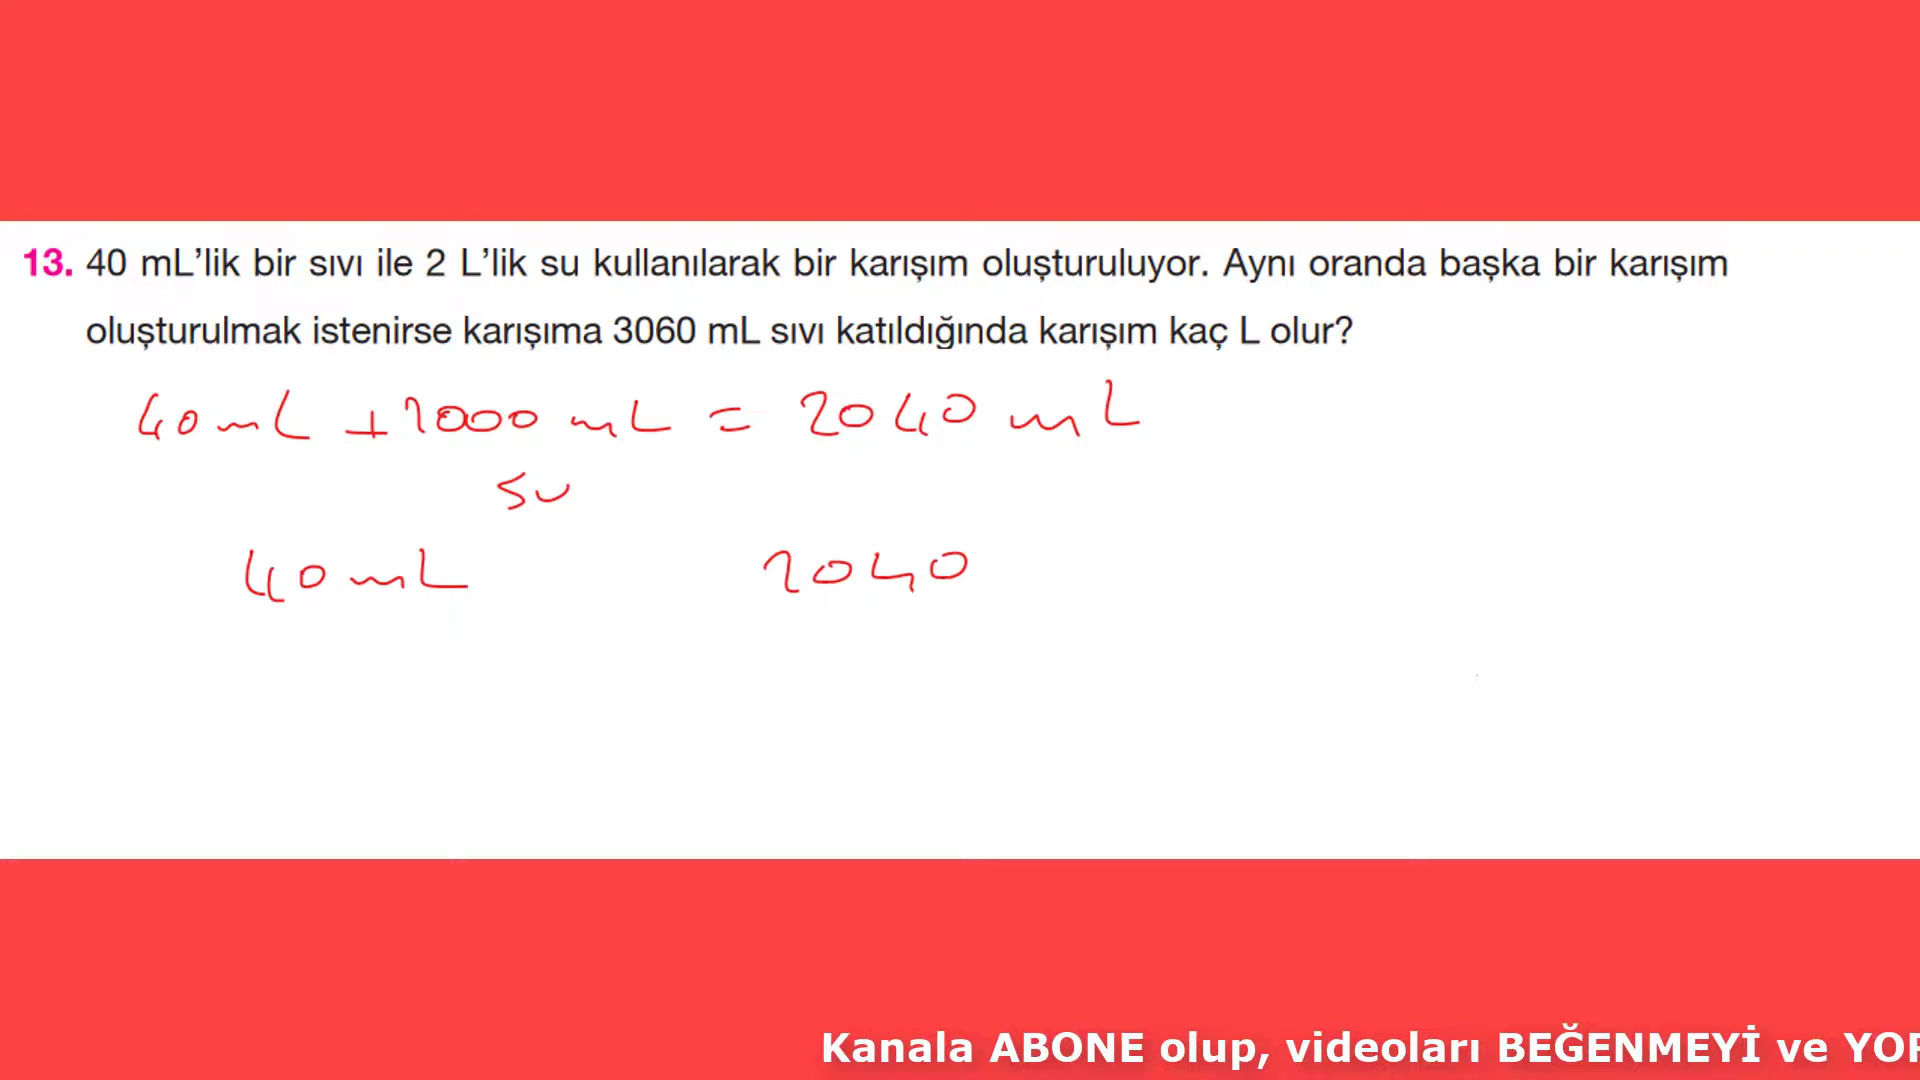 13. 40 mL’lik bir sıvı ile 2 L’lik su kullanılarak bir karışım oluşturuluyor. Aynı oranda başka bir karışım
oluşturulmak istenirse karışıma 3060 mL sıvı katıldığında karışım kaç L olur?
40 mL + 2000 mL = 2040 mL
su
40 mL 2040
Kanala ABONE olup, videoları BEĞENMEYİ ve YOR